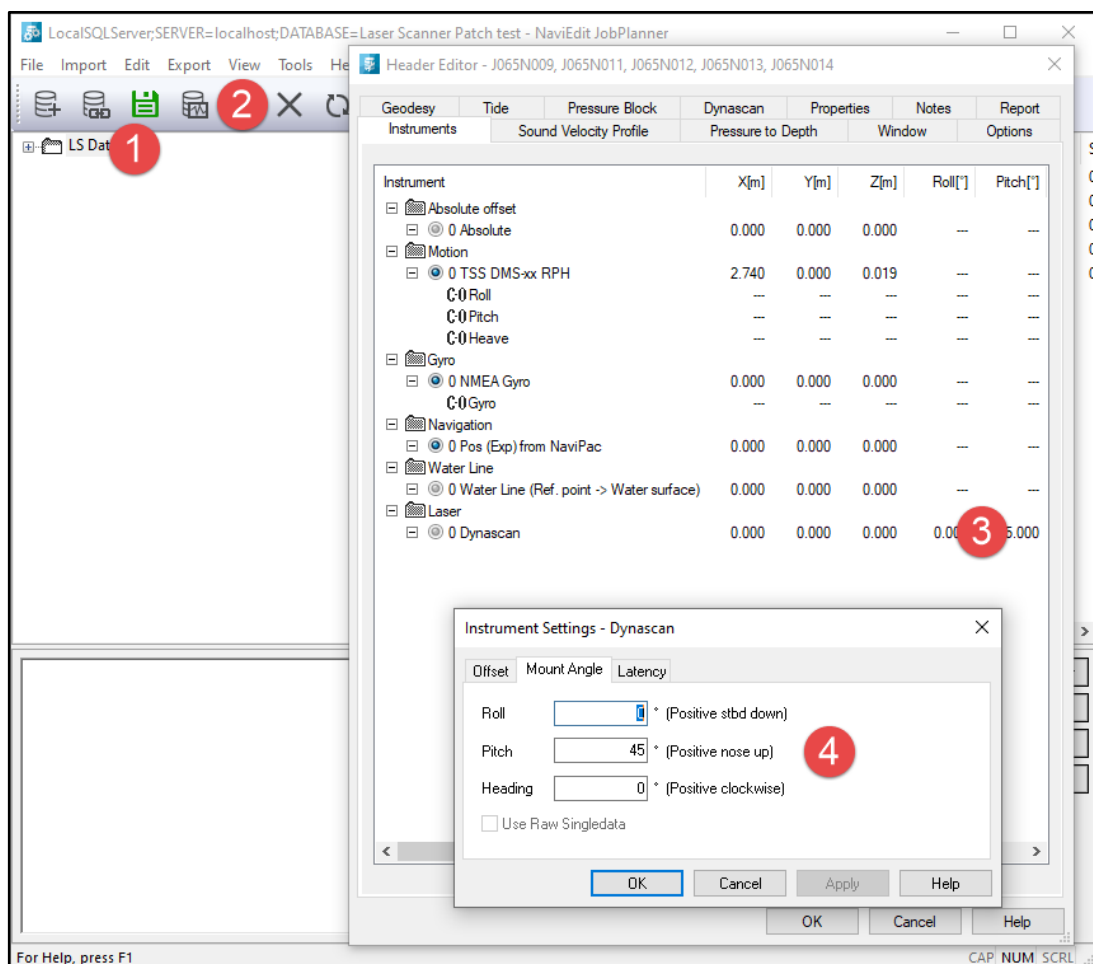 LocalSQLServer;SERVER=localhost;DATABASE=Laser Scanner Patch test - NaviEdit JobPlanner
File Import Edit Export View Tools He
2
LS Dat
1
Header Editor - J065N009, J065N011, J065N012, J065N013, J065N014
Geodesy Tide Pressure Block Dynascan Properties Notes Report
Instruments Sound Velocity Profile Pressure to Depth Window Options
Instrument X[m] Y[m] Z[m] Roll[°] Pitch[°]
Absolute offset
0 Absolute 0.000 0.000 0.000 --- ---
Motion
0 TSS DMS-xx RPH 2.740 0.000 0.019 --- ---
C-0 Roll --- --- --- --- ---
C-0 Pitch --- --- --- --- ---
C-0 Heave --- --- --- --- ---
Gyro
0 NMEA Gyro 0.000 0.000 0.000 --- ---
C-0 Gyro --- --- --- --- ---
Navigation
0 Pos (Exp) from NaviPac 0.000 0.000 0.000 --- ---
Water Line
0 Water Line (Ref. point -> Water surface) 0.000 0.000 0.000 --- ---
Laser
0 Dynascan 0.000 0.000 0.000 0.00 3 5.000
Instrument Settings - Dynascan
Offset Mount Angle Latency
Roll 0 ° (Positive stbd down)
Pitch 45 ° (Positive nose up)
Heading 0 ° (Positive clockwise)
4
Use Raw Singledata
OK Cancel Apply Help
OK Cancel Help
For Help, press F1
CAP NUM SCRL